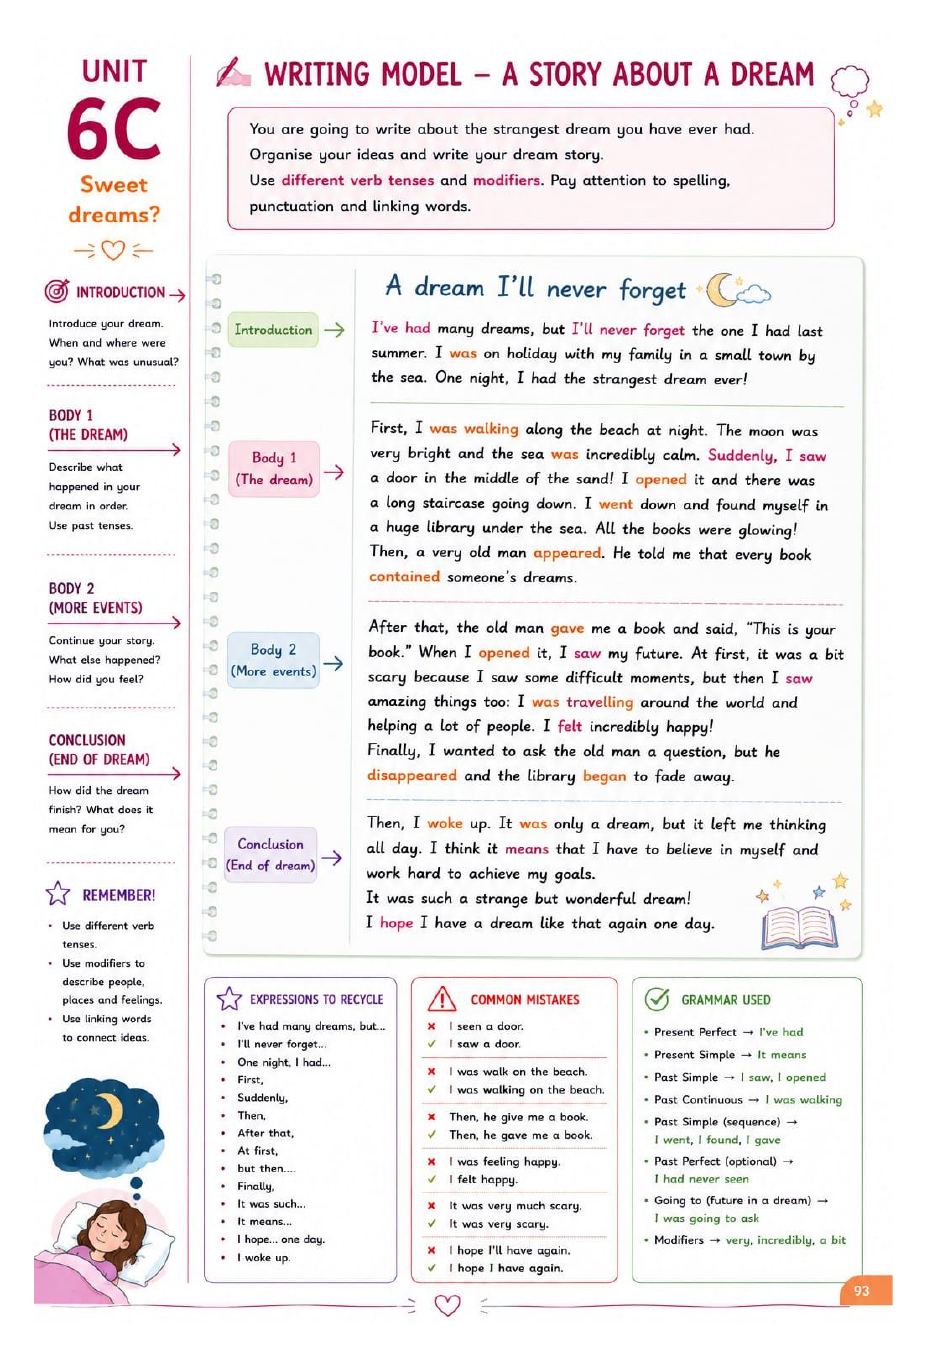 UNIT
6C
Sweet
dreams?
WRITING MODEL – A STORY ABOUT A DREAM
You are going to write about the strangest dream you have ever had.
Organise your ideas and write your dream story.
Use different verb tenses and modifiers. Pay attention to spelling,
punctuation and linking words.
INTRODUCTION
Introduce your dream.
When and where were
you? What was unusual?
BODY 1
(THE DREAM)
Describe what
happened in your
dream in order.
Use past tenses.
BODY 2
(MORE EVENTS)
Continue your story.
What else happened?
How did you feel?
CONCLUSION
(END OF DREAM)
How did the dream
finish? What does it
mean for you?
REMEMBER!
• Use different verb
tenses.
• Use modifiers to
describe people,
places and feelings.
• Use linking words
to connect ideas.
A dream I'll never forget
Introduction →
I've had many dreams, but I'll never forget the one I had last
summer. I was on holiday with my family in a small town by
the sea. One night, I had the strangest dream ever!
Body 1
(The dream) →
First, I was walking along the beach at night. The moon was
very bright and the sea was incredibly calm. Suddenly, I saw
a door in the middle of the sand! I opened it and there was
a long staircase going down. I went down and found myself in
a huge library under the sea. All the books were glowing!
Then, a very old man appeared. He told me that every book
contained someone's dreams.
Body 2
(More events) →
After that, the old man gave me a book and said, "This is your
book." When I opened it, I saw my future. At first, it was a bit
scary because I saw some difficult moments, but then I saw
amazing things too: I was travelling around the world and
helping a lot of people. I felt incredibly happy!
Finally, I wanted to ask the old man a question, but he
disappeared and the library began to fade away.
Conclusion
(End of dream) →
Then, I woke up. It was only a dream, but it left me thinking
all day. I think it means that I have to believe in myself and
work hard to achieve my goals.
It was such a strange but wonderful dream!
I hope I have a dream like that again one day.
EXPRESSIONS TO RECYCLE
• I've had many dreams, but...
• I'll never forget...
• One night, I had...
• First,
• Suddenly,
• Then,
• After that,
• At first,
• but then....
• Finally,
• It was such...
• It means...
• I hope... one day.
• I woke up.
COMMON MISTAKES
✗ I seen a door.
✓ I saw a door.
✗ I was walk on the beach.
✓ I was walking on the beach.
✗ Then, he give me a book.
✓ Then, he gave me a book.
✗ I was feeling happy.
✓ I felt happy.
✗ It was very much scary.
✓ It was very scary.
✗ I hope I'll have again.
✓ I hope I have again.
GRAMMAR USED
• Present Perfect → I've had
• Present Simple → It means
• Past Simple → I saw, I opened
• Past Continuous → I was walking
• Past Simple (sequence) →
I went, I found, I gave
• Past Perfect (optional) →
I had never seen
• Going to (future in a dream) →
I was going to ask
• Modifiers → very, incredibly, a bit
93